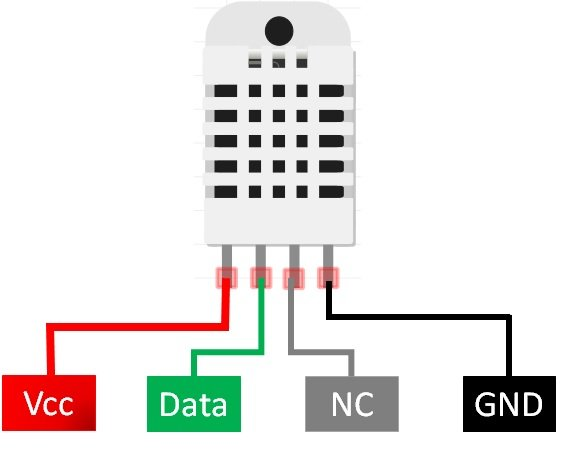 Vcc
Data
NC
GND